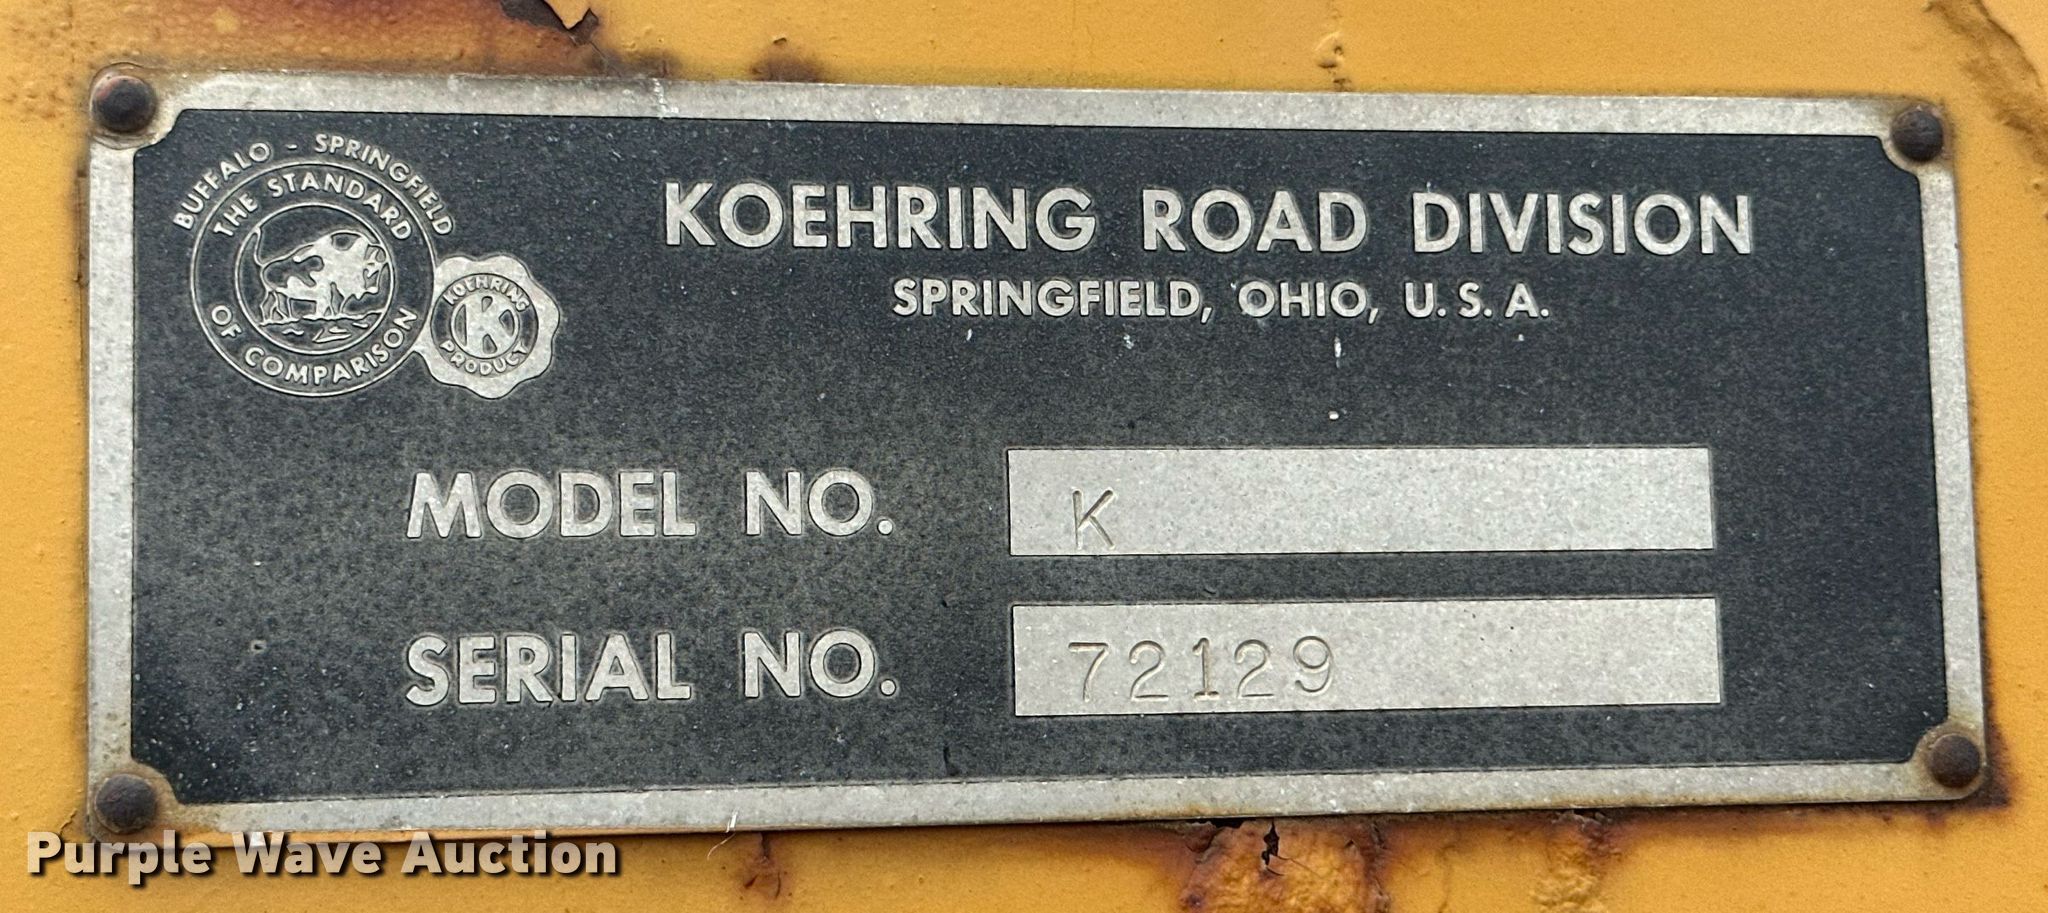 BUFFALO - SPRINGFIELD
THE STANDARD
OF COMPARISON
KOEHRING
K
PRODUCT
KOEHRING ROAD DIVISION
SPRINGFIELD, OHIO, U.S.A.
MODEL NO. K
SERIAL NO. 72129
Purple Wave Auction